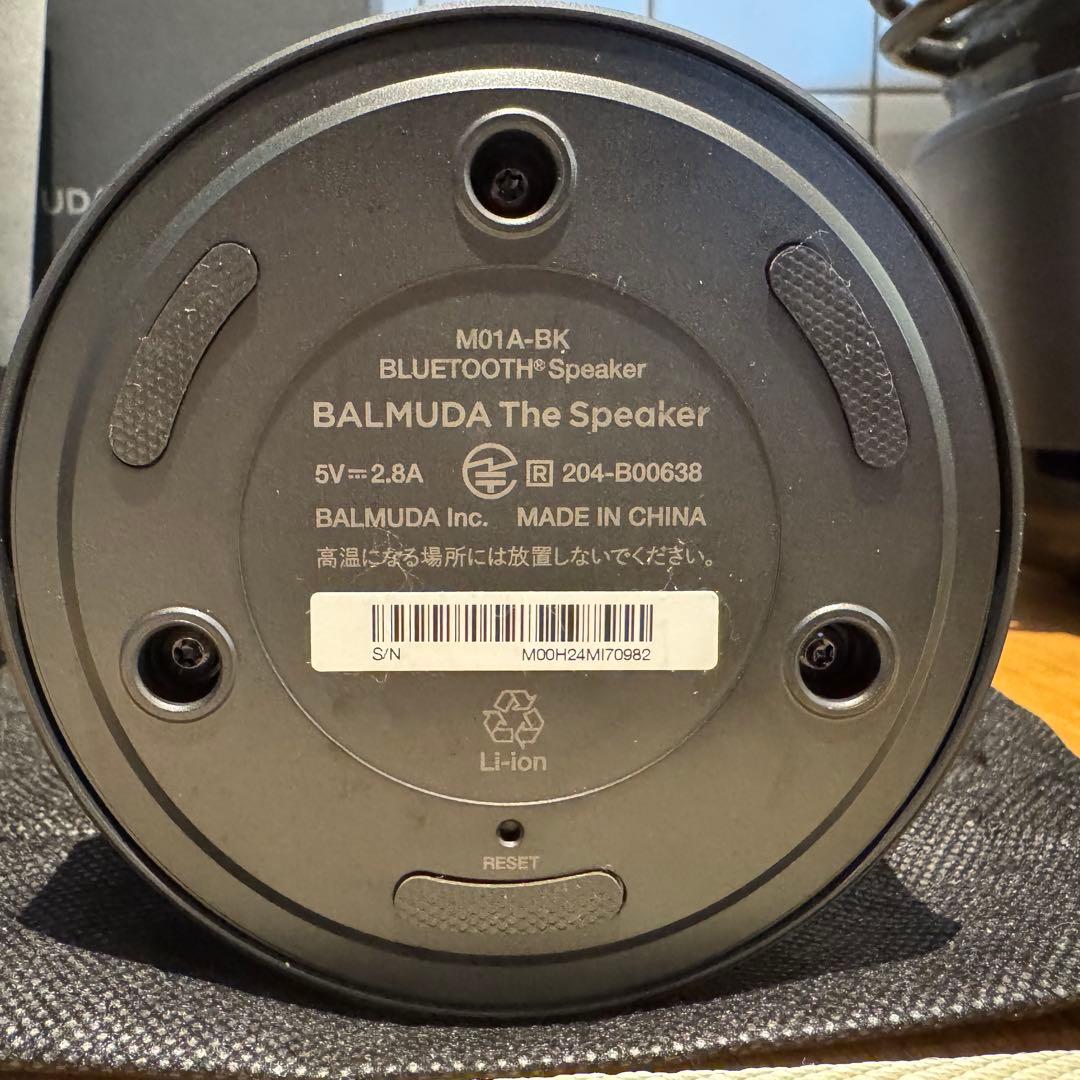 UD
M01A-BK
BLUETOOTH® Speaker
BALMUDA The Speaker
5V⎓2.8A R 204-B00638
BALMUDA Inc. MADE IN CHINA
高温になる場所には放置しないでください。
S/N M00H24MI70982
Li-ion
RESET